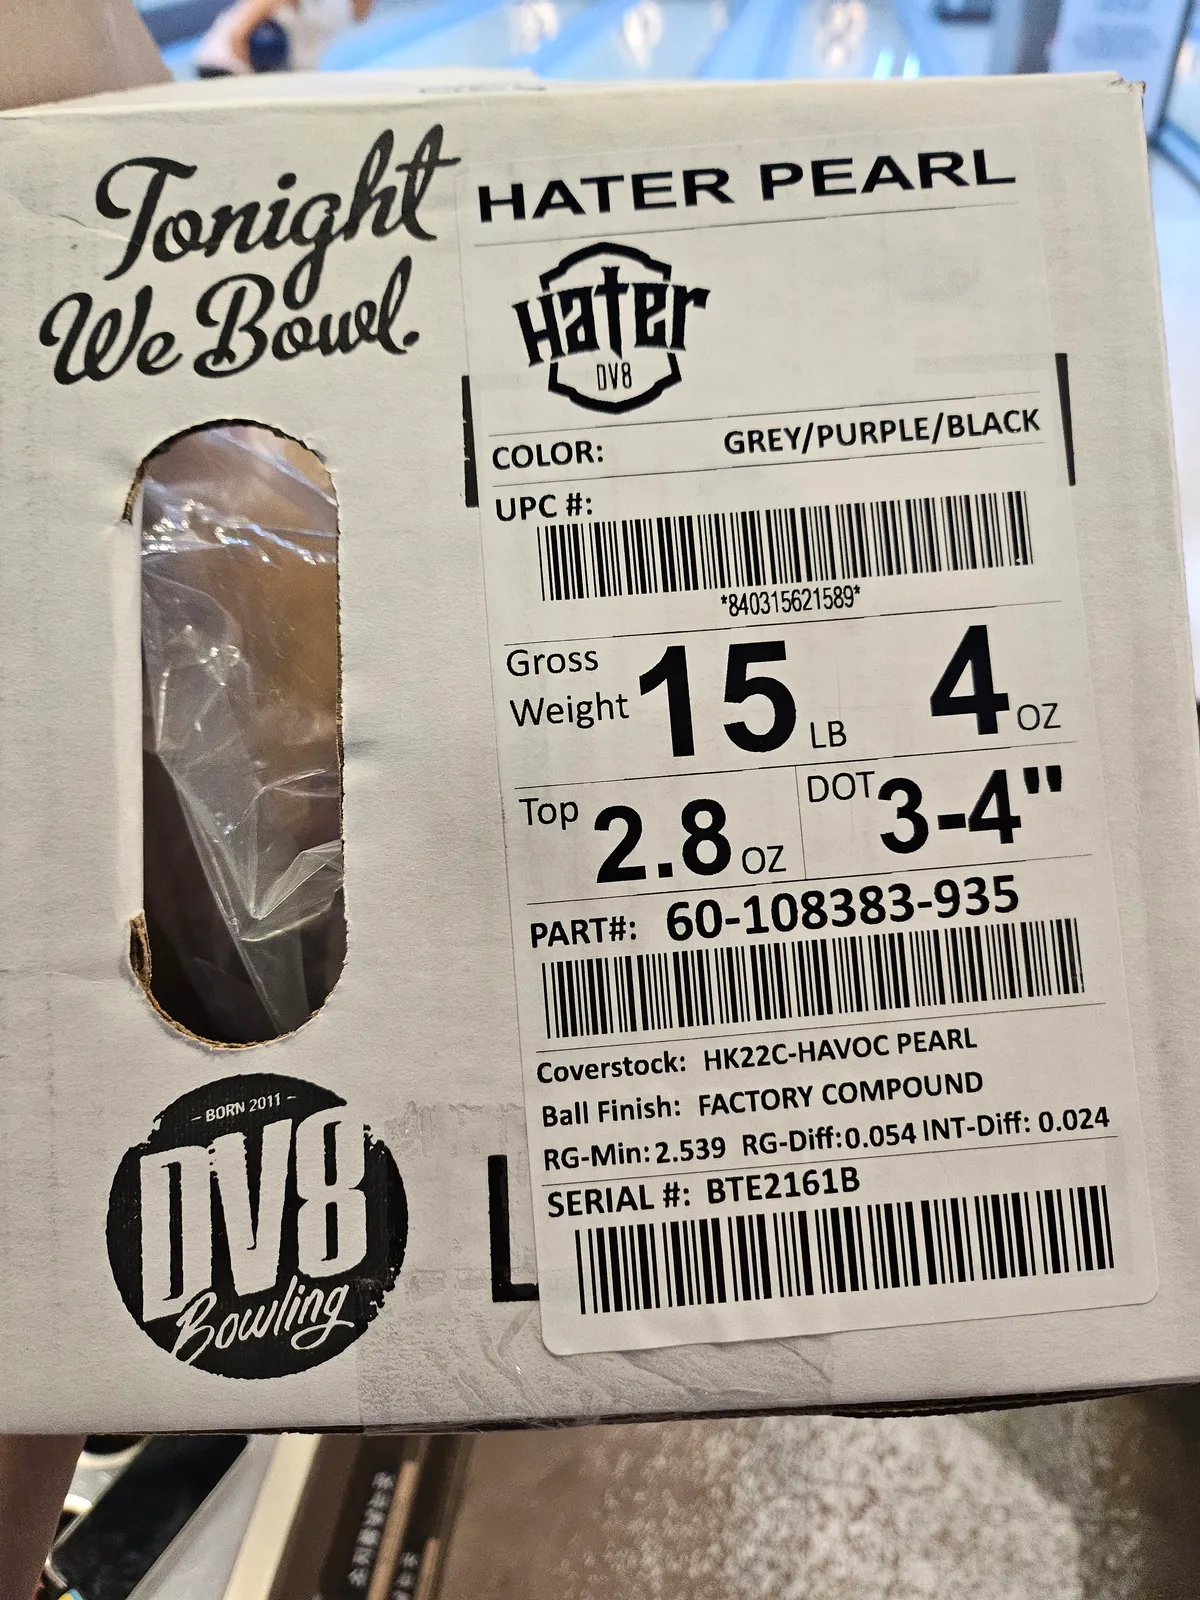 Tonight
We Bowl.
HATER PEARL
Hater
DV8
COLOR: GREY/PURPLE/BLACK
UPC #:
*840315621589*
Gross
Weight 15 LB 4 OZ
Top 2.8 OZ DOT 3-4"
PART#: 60-108383-935
Coverstock: HK22C-HAVOC PEARL
Ball Finish: FACTORY COMPOUND
RG-Min: 2.539 RG-Diff: 0.054 INT-Diff: 0.024
SERIAL #: BTE2161B
– BORN 2011 –
DV8
Bowling
L